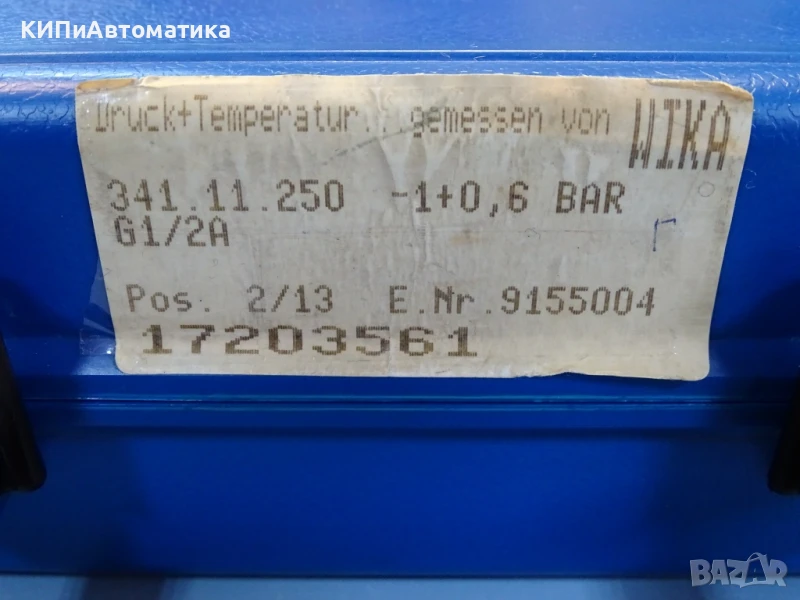 КИПиАвтоматика
Druck+Temperatur.. gemessen von WIKA
341.11.250 -1+0,6 BAR
G1/2A
Pos. 2/13 E.Nr.9155004
17203561
BAZAR